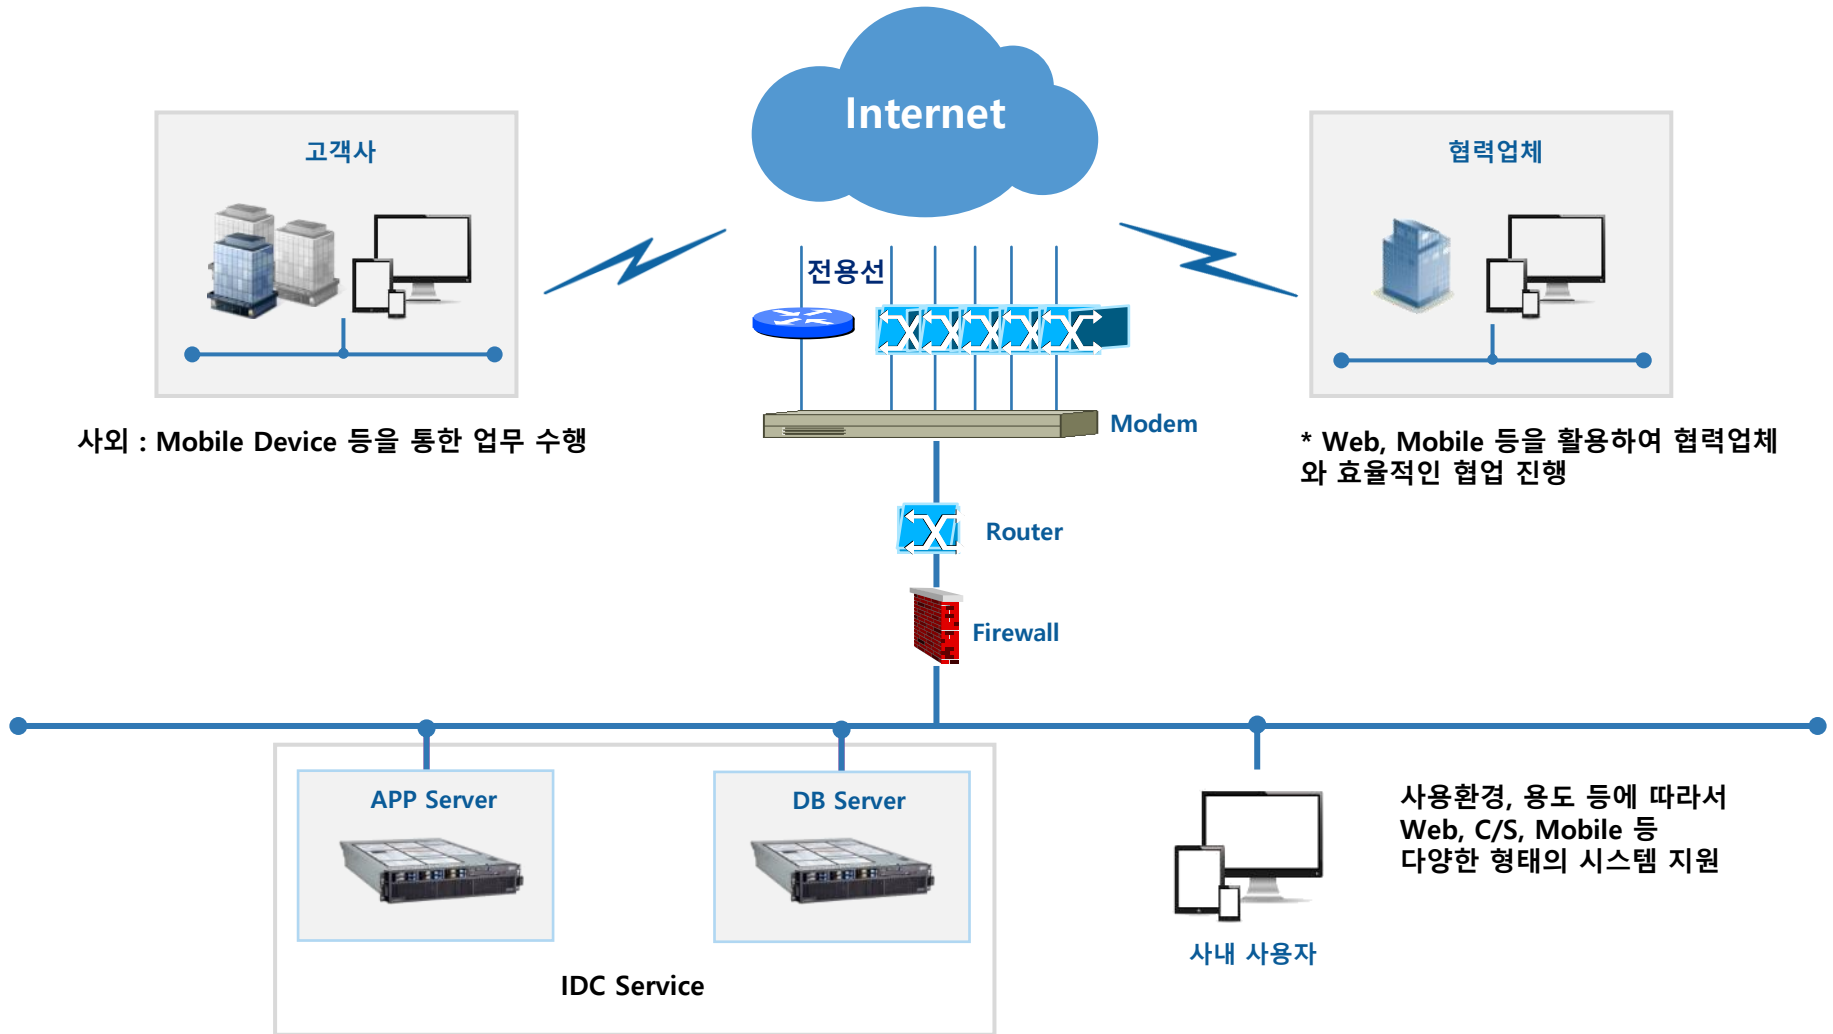 Internet
고객사
협력업체
전용선
Modem
사외 : Mobile Device 등을 통한 업무 수행
* Web, Mobile 등을 활용하여 협력업체
와 효율적인 협업 진행
Router
Firewall
APP Server
DB Server
사용환경, 용도 등에 따라서
Web, C/S, Mobile 등
다양한 형태의 시스템 지원
사내 사용자
IDC Service